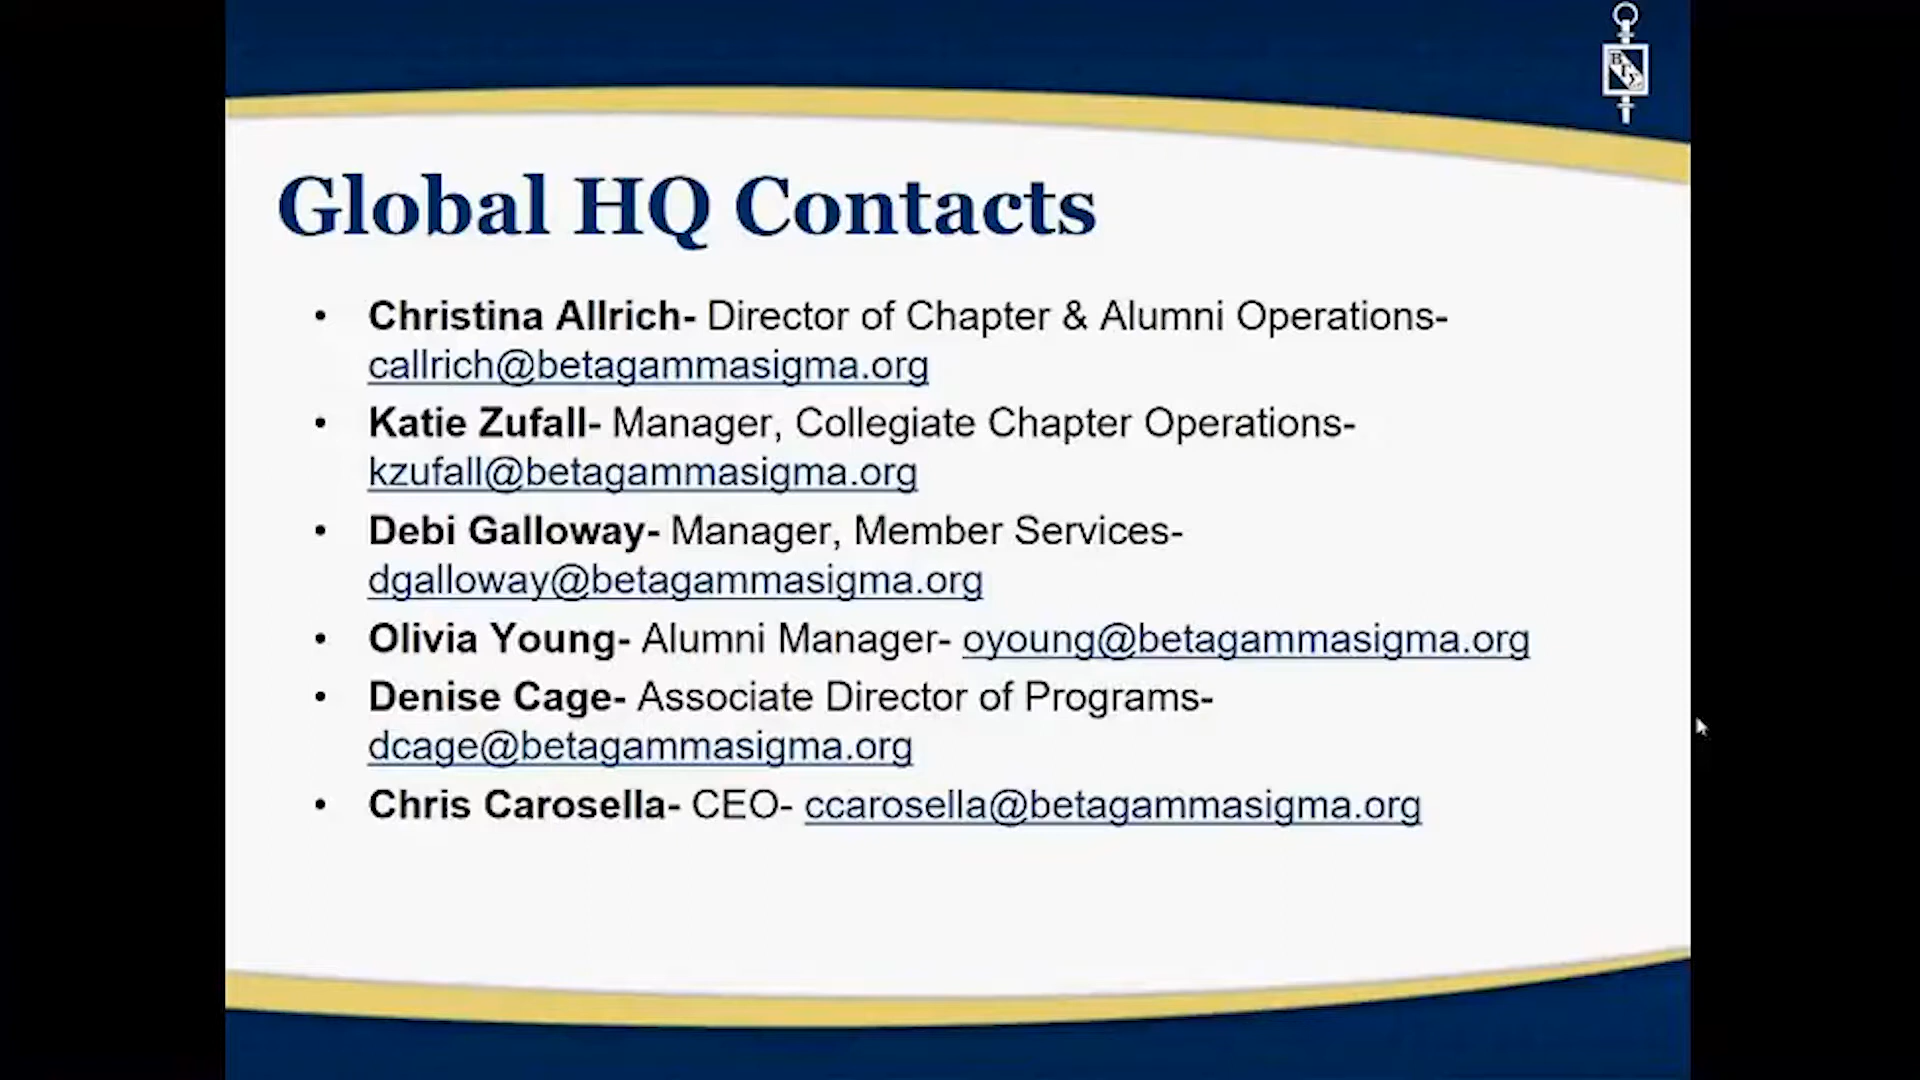 ΒΓΣ
Global HQ Contacts
• Christina Allrich- Director of Chapter & Alumni Operations-
callrich@betagammasigma.org
• Katie Zufall- Manager, Collegiate Chapter Operations-
kzufall@betagammasigma.org
• Debi Galloway- Manager, Member Services-
dgalloway@betagammasigma.org
• Olivia Young- Alumni Manager- oyoung@betagammasigma.org
• Denise Cage- Associate Director of Programs-
dcage@betagammasigma.org
• Chris Carosella- CEO- ccarosella@betagammasigma.org